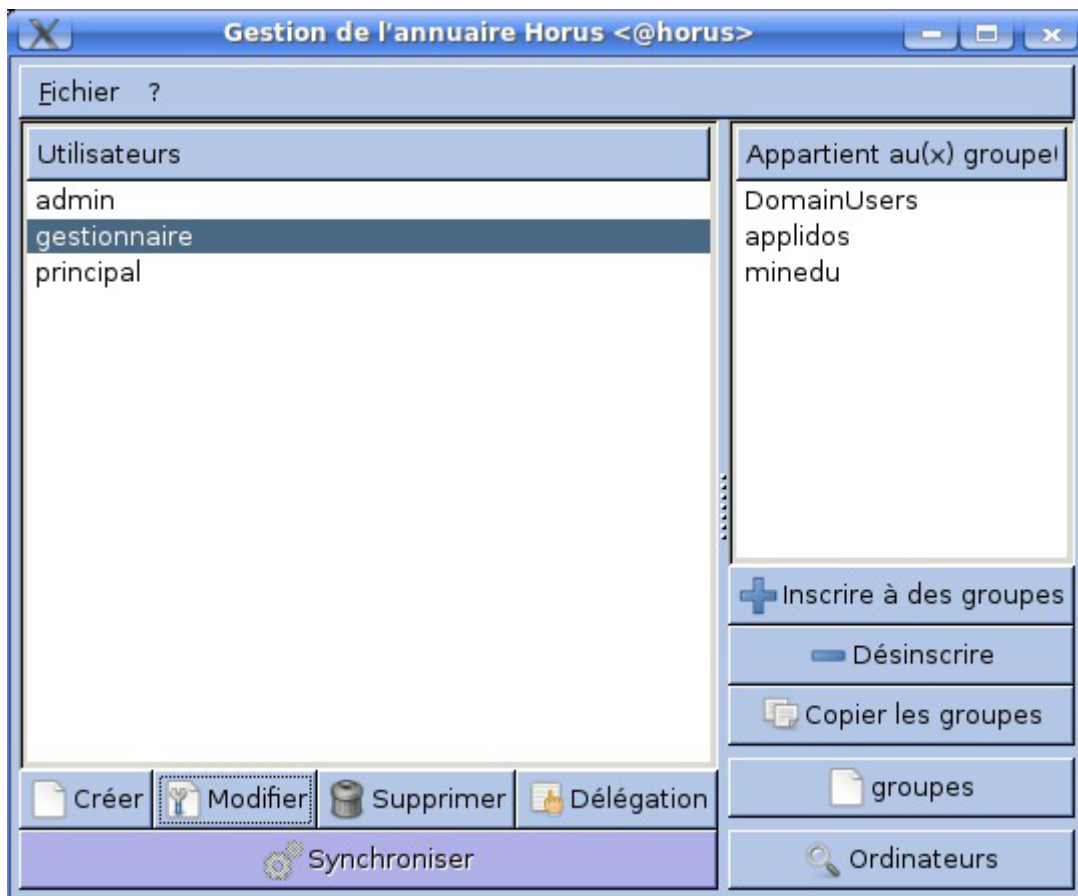 Gestion de l'annuaire Horus <@horus>
Fichier ?
Utilisateurs
admin
gestionnaire
principal
Appartient au(x) groupe(
DomainUsers
applidos
minedu
Inscrire à des groupes
Désinscrire
Copier les groupes
groupes
Ordinateurs
Créer
Modifier
Supprimer
Délégation
Synchroniser